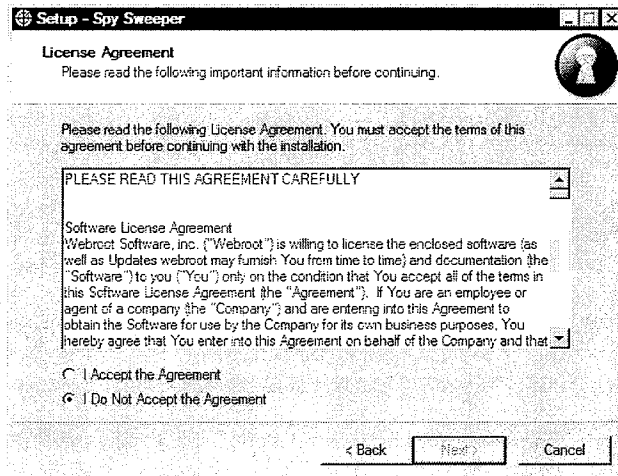 Setup - Spy Sweeper
License Agreement
Please read the following important information before continuing.
Please read the following License Agreement. You must accept the terms of this
agreement before continuing with the installation.
PLEASE READ THIS AGREEMENT CAREFULLY
Software License Agreement
Webroot Software, inc. ("Webroot") is willing to license the enclosed software (as
well as Updates webroot may furnish You from time to time) and documentation (the
"Software") to you ("You") only on the condition that You accept all of the terms in
this Software License Agreement (the "Agreement"). If You are an employee or
agent of a company (the "Company") and are entering into this Agreement to
obtain the Software for use by the Company for its own business purposes, You
hereby agree that You enter into this Agreement on behalf of the Company and that
I Accept the Agreement
I Do Not Accept the Agreement
< Back Next > Cancel